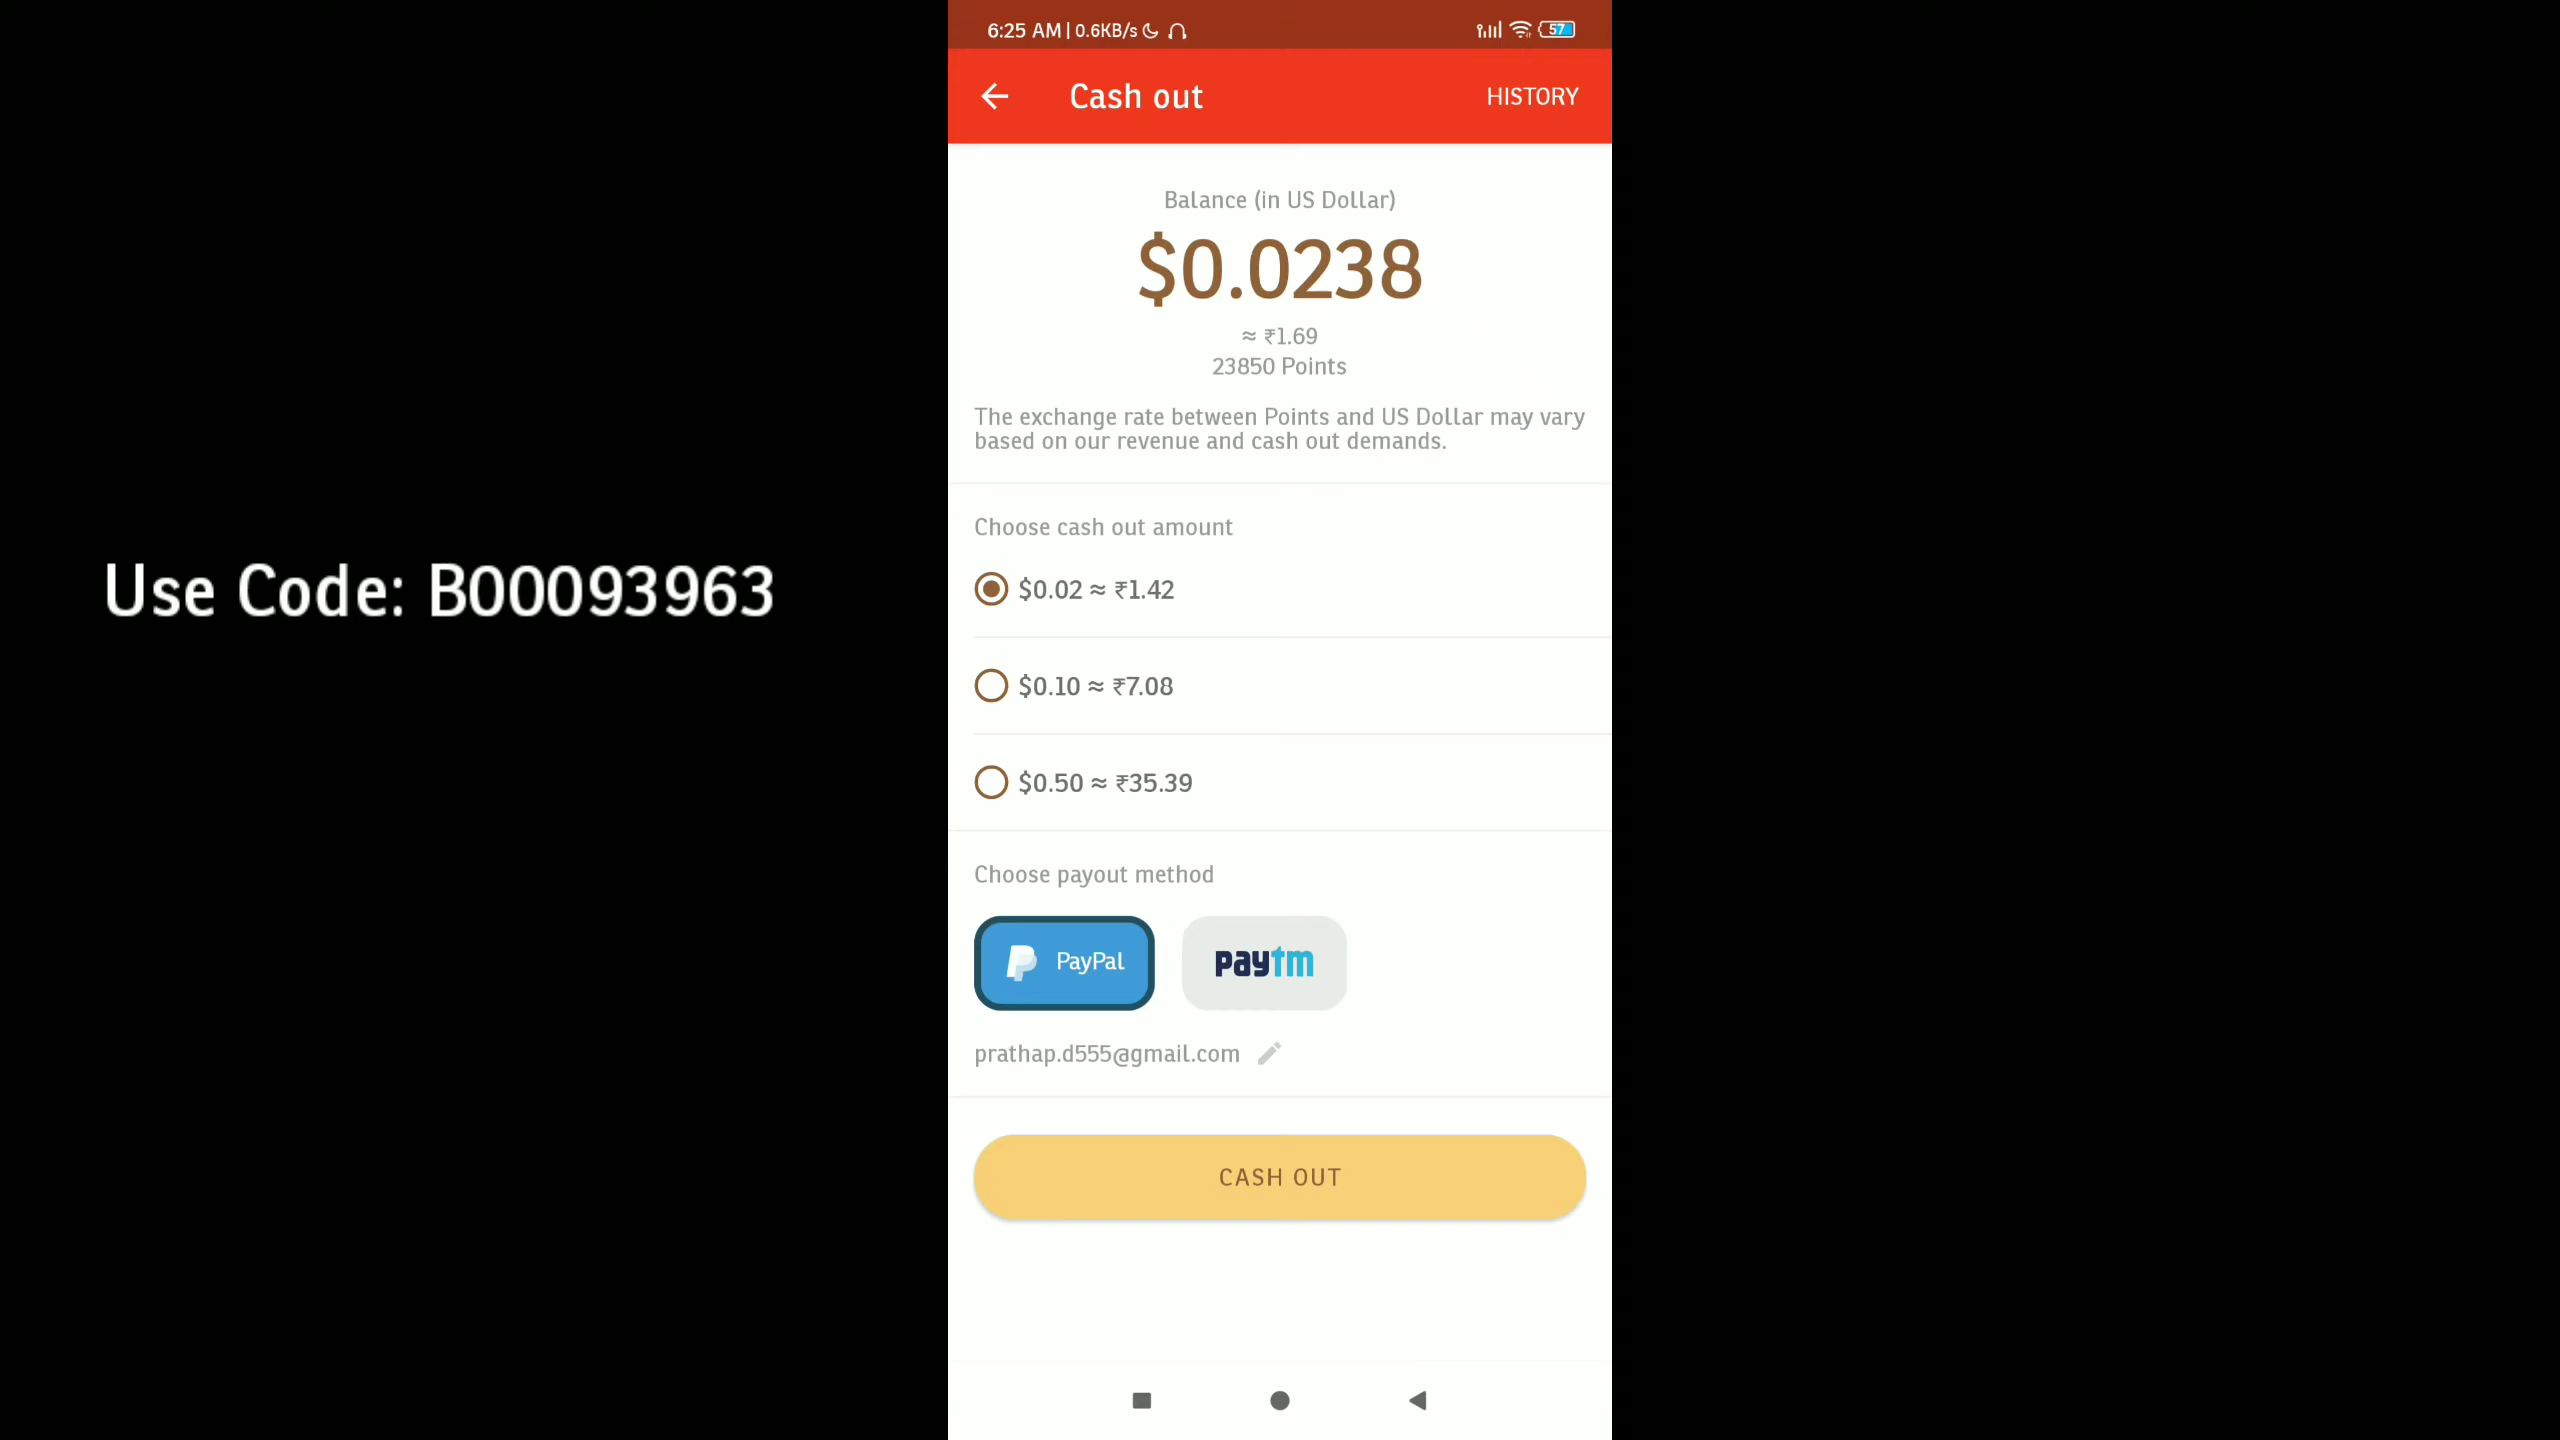 6:25 AM | 0.6KB/s
57
Cash out
HISTORY
Balance (in US Dollar)
$0.0238
≈ ₹1.69
23850 Points
The exchange rate between Points and US Dollar may vary
based on our revenue and cash out demands.
Choose cash out amount
$0.02 ≈ ₹1.42
Use Code: B00093963
$0.10 ≈ ₹7.08
$0.50 ≈ ₹35.39
Choose payout method
PayPal
paytm
prathap.d555@gmail.com
CASH OUT